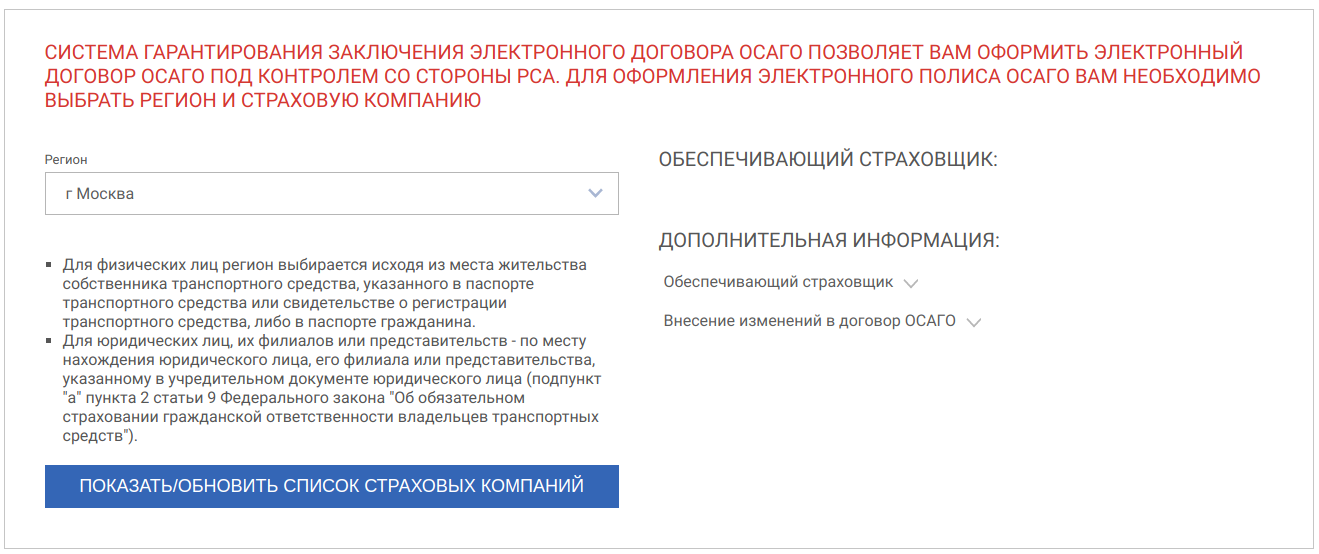 СИСТЕМА ГАРАНТИРОВАНИЯ ЗАКЛЮЧЕНИЯ ЭЛЕКТРОННОГО ДОГОВОРА ОСАГО ПОЗВОЛЯЕТ ВАМ ОФОРМИТЬ ЭЛЕКТРОННЫЙ
ДОГОВОР ОСАГО ПОД КОНТРОЛЕМ СО СТОРОНЫ РСА. ДЛЯ ОФОРМЛЕНИЯ ЭЛЕКТРОННОГО ПОЛИСА ОСАГО ВАМ НЕОБХОДИМО
ВЫБРАТЬ РЕГИОН И СТРАХОВУЮ КОМПАНИЮ
Регион
г Москва
Для физических лиц регион выбирается исходя из места жительства
собственника транспортного средства, указанного в паспорте
транспортного средства или свидетельстве о регистрации
транспортного средства, либо в паспорте гражданина.
Для юридических лиц, их филиалов или представительств - по месту
нахождения юридического лица, его филиала или представительства,
указанному в учредительном документе юридического лица (подпункт
"а" пункта 2 статьи 9 Федерального закона "Об обязательном
страховании гражданской ответственности владельцев транспортных
средств").
ПОКАЗАТЬ/ОБНОВИТЬ СПИСОК СТРАХОВЫХ КОМПАНИЙ
ОБЕСПЕЧИВАЮЩИЙ СТРАХОВЩИК:
ДОПОЛНИТЕЛЬНАЯ ИНФОРМАЦИЯ:
Обеспечивающий страховщик
Внесение изменений в договор ОСАГО